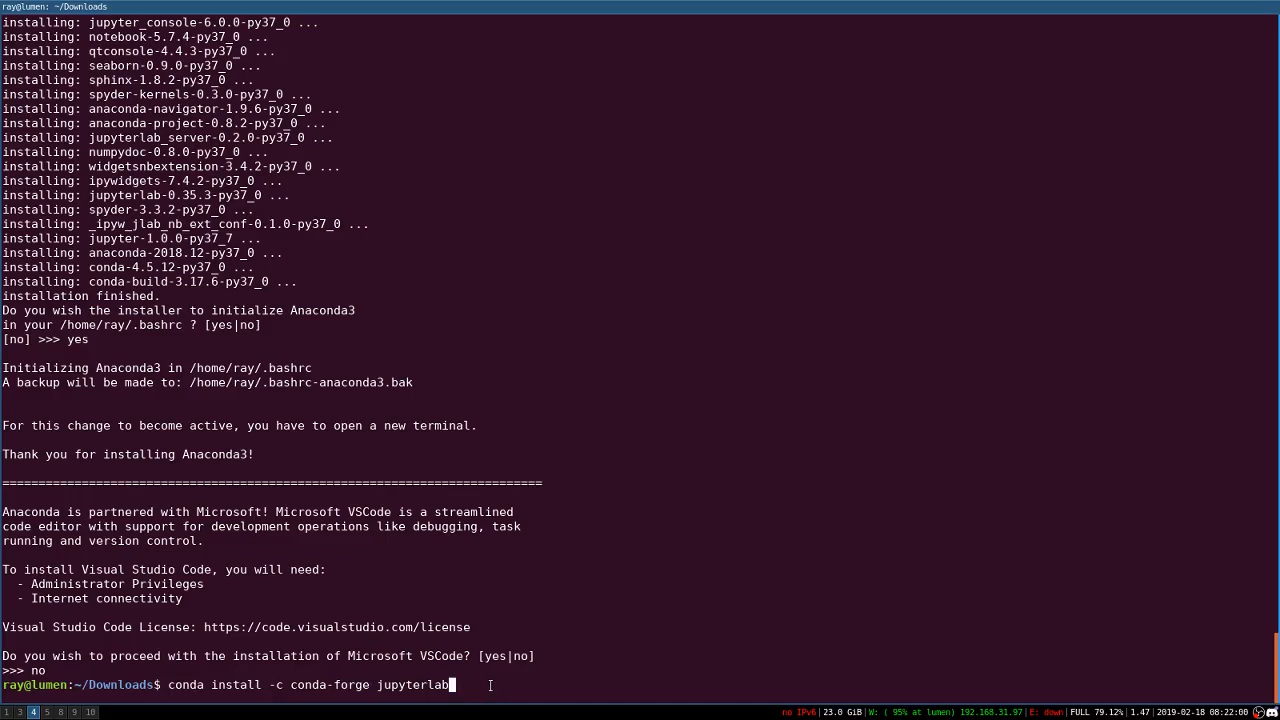 ray@lumen: ~/Downloads
installing: jupyter_console-6.0.0-py37_0 ...
installing: notebook-5.7.4-py37_0 ...
installing: qtconsole-4.4.3-py37_0 ...
installing: seaborn-0.9.0-py37_0 ...
installing: sphinx-1.8.2-py37_0 ...
installing: spyder-kernels-0.3.0-py37_0 ...
installing: anaconda-navigator-1.9.6-py37_0 ...
installing: anaconda-project-0.8.2-py37_0 ...
installing: jupyterlab_server-0.2.0-py37_0 ...
installing: numpydoc-0.8.0-py37_0 ...
installing: widgetsnbextension-3.4.2-py37_0 ...
installing: ipywidgets-7.4.2-py37_0 ...
installing: jupyterlab-0.35.3-py37_0 ...
installing: spyder-3.3.2-py37_0 ...
installing: _ipyw_jlab_nb_ext_conf-0.1.0-py37_0 ...
installing: jupyter-1.0.0-py37_7 ...
installing: anaconda-2018.12-py37_0 ...
installing: conda-4.5.12-py37_0 ...
installing: conda-build-3.17.6-py37_0 ...
installation finished.
Do you wish the installer to initialize Anaconda3
in your /home/ray/.bashrc ? [yes|no]
[no] >>> yes
Initializing Anaconda3 in /home/ray/.bashrc
A backup will be made to: /home/ray/.bashrc-anaconda3.bak
For this change to become active, you have to open a new terminal.
Thank you for installing Anaconda3!
===========================================================================
Anaconda is partnered with Microsoft! Microsoft VSCode is a streamlined
code editor with support for development operations like debugging, task
running and version control.
To install Visual Studio Code, you will need:
- Administrator Privileges
- Internet connectivity
Visual Studio Code License: https://code.visualstudio.com/license
Do you wish to proceed with the installation of Microsoft VSCode? [yes|no]
>>> no
ray@lumen:~/Downloads$ conda install -c conda-forge jupyterlab
1 3 4 5 8 9 10 no IPv6|23.0 GiB|W: ( 95% at lumen) 192.168.31.97|E: down|FULL 79.12%|1.47|2019-02-18 08:22:00